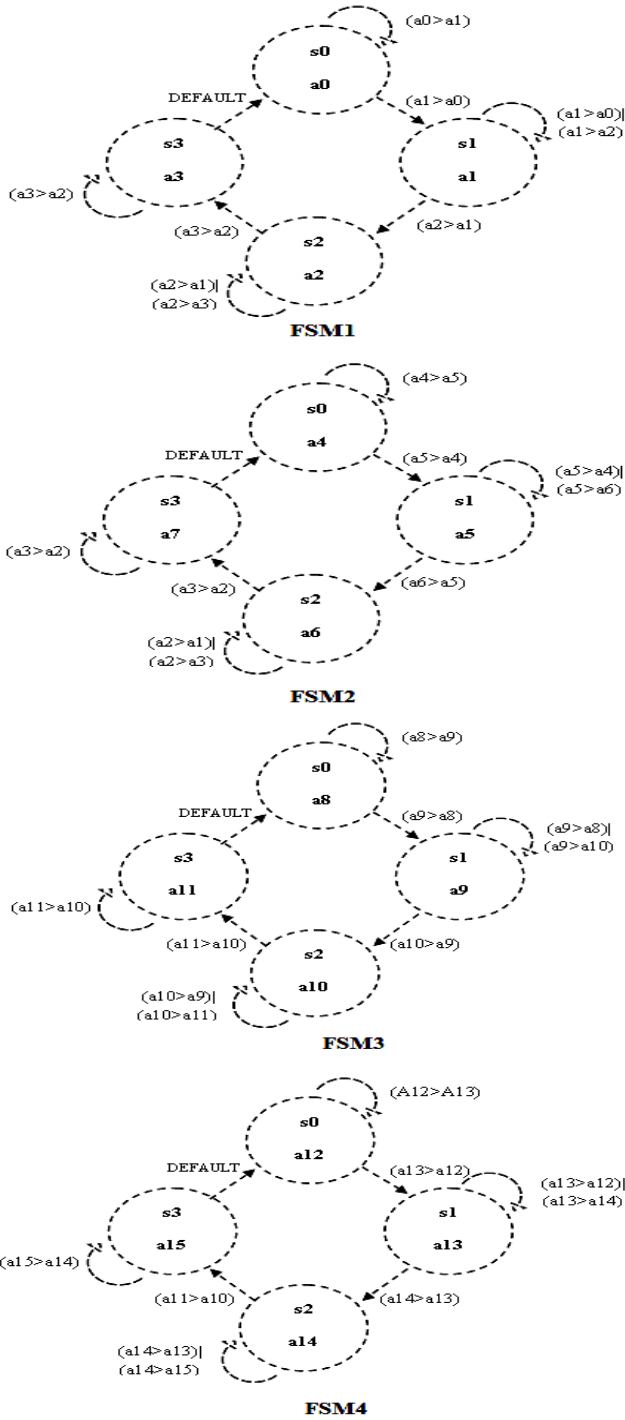 (a0>a1)
s0
a0
DEFAULT
(a1>a0)
(a1>a0)|
(a1>a2)
s3
a3
s1
a1
(a3>a2)
(a3>a2)
(a2>a1)
s2
a2
(a2>a1)|
(a2>a3)
FSM1
(a4>a5)
s0
a4
DEFAULT
(a5>a4)
(a5>a4)|
(a5>a6)
s3
a7
s1
a5
(a3>a2)
(a3>a2)
(a6>a5)
s2
a6
(a2>a1)|
(a2>a3)
FSM2
(a8>a9)
s0
a8
DEFAULT
(a9>a8)
(a9>a8)|
(a9>a10)
s3
a11
s1
a9
(a11>a10)
(a11>a10)
(a10>a9)
s2
a10
(a10>a9)|
(a10>a11)
FSM3
(A12>A13)
s0
a12
DEFAULT
(a13>a12)
(a13>a12)|
(a13>a14)
s3
a15
s1
a13
(a15>a14)
(a11>a10)
(a14>a13)
s2
a14
(a14>a13)|
(a14>a15)
FSM4